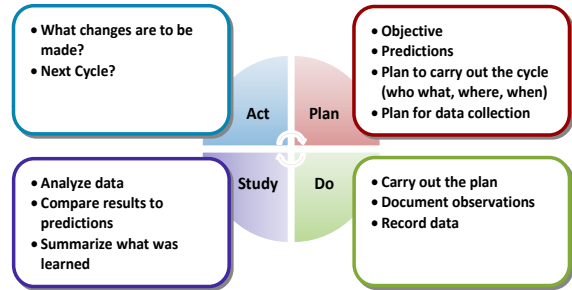 • What changes are to be
made?
• Next Cycle?
• Objective
• Predictions
• Plan to carry out the cycle
(who what, where, when)
• Plan for data collection
Act
Plan
Study
Do
• Analyze data
• Compare results to
predictions
• Summarize what was
learned
• Carry out the plan
• Document observations
• Record data